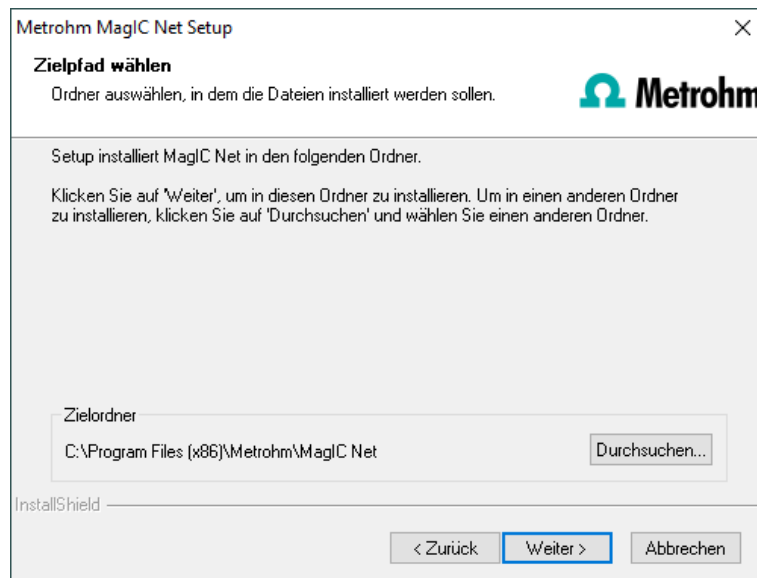 Metrohm MagIC Net Setup
Zielpfad wählen
Ordner auswählen, in dem die Dateien installiert werden sollen.
Metrohm
Setup installiert MagIC Net in den folgenden Ordner.
Klicken Sie auf 'Weiter', um in diesen Ordner zu installieren. Um in einen anderen Ordner
zu installieren, klicken Sie auf 'Durchsuchen' und wählen Sie einen anderen Ordner.
Zielordner
C:\Program Files (x86)\Metrohm\MagIC Net
Durchsuchen...
InstallShield
< Zurück
Weiter >
Abbrechen